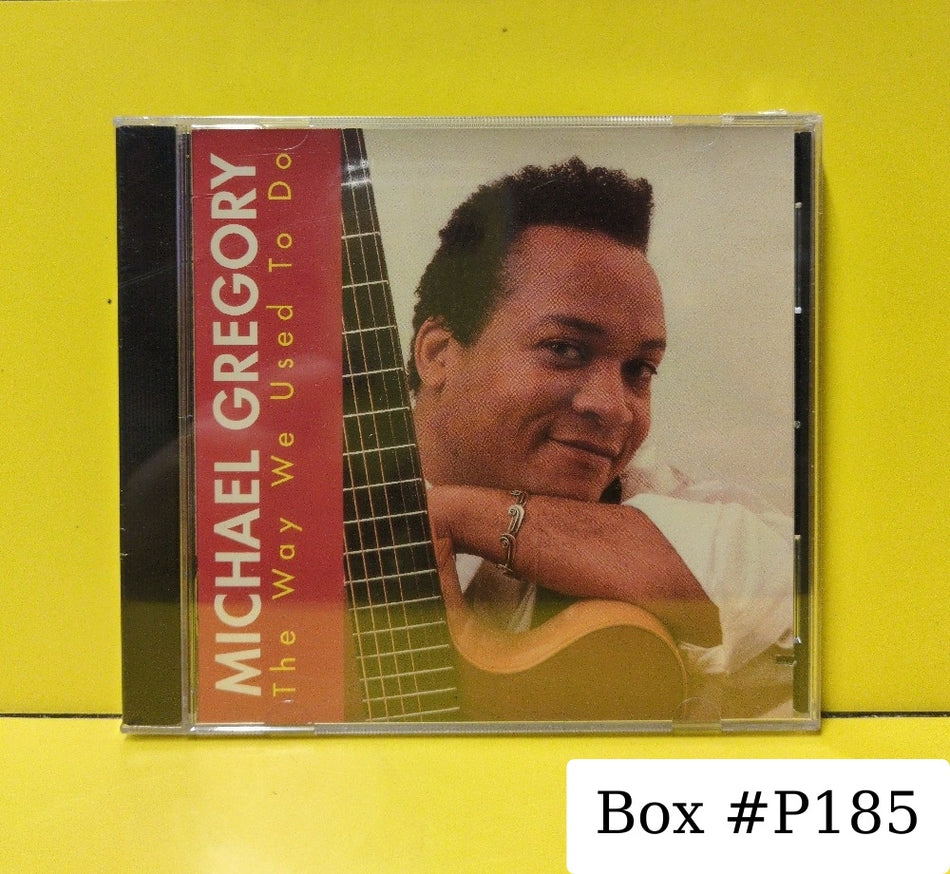 MICHAEL GREGORY
The Way We Used To Do
Box #P185